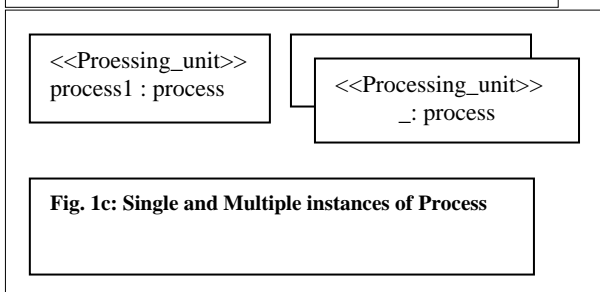 <<Proessing_unit>>
process1 : process
<<Processing_unit>>
_: process
Fig. 1c: Single and Multiple instances of Process